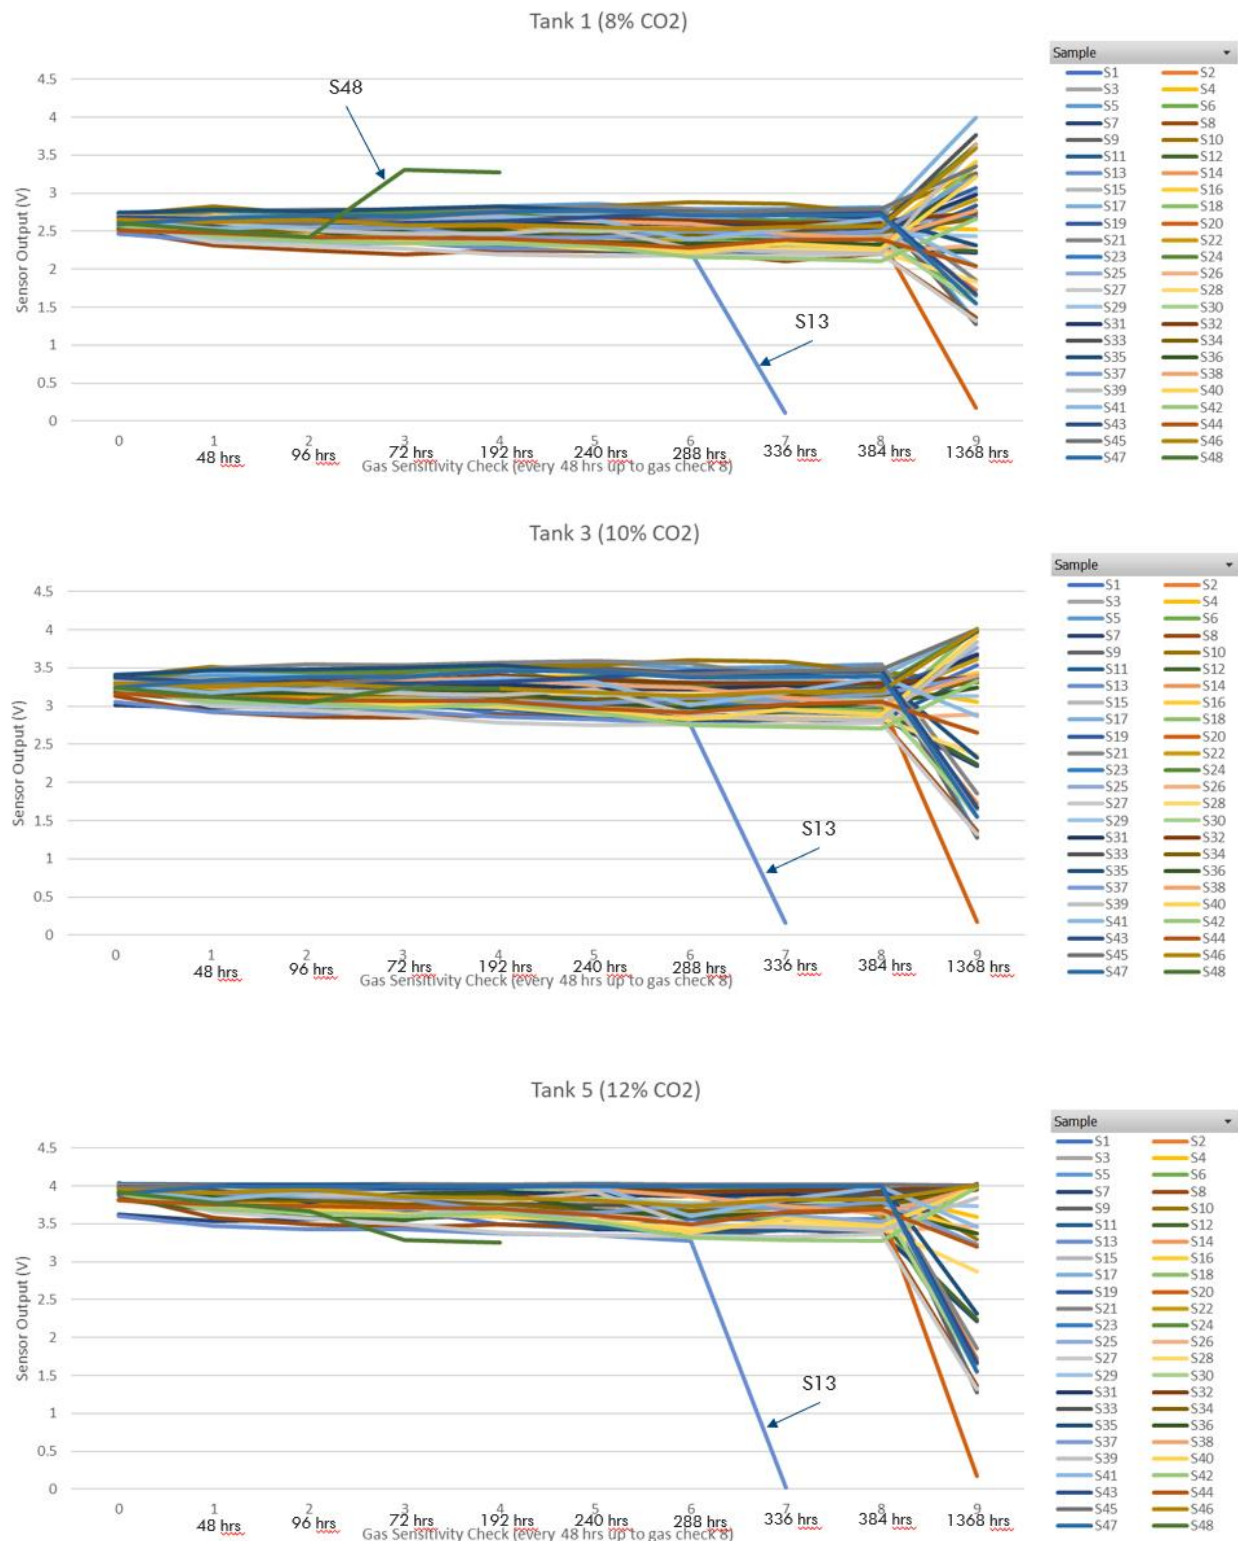 Tank 1 (8% CO2)
Sample
4.5
4
3.5
3
2.5
2
1.5
1
0.5
0
Sensor Output (V)
S48
S13
0 1 2 3 4 5 6 7 8 9
48 hrs 96 hrs 72 hrs 192 hrs 240 hrs 288 hrs 336 hrs 384 hrs 1368 hrs
Gas Sensitivity Check (every 48 hrs up to gas check 8)
S1 S2
S3 S4
S5 S6
S7 S8
S9 S10
S11 S12
S13 S14
S15 S16
S17 S18
S19 S20
S21 S22
S23 S24
S25 S26
S27 S28
S29 S30
S31 S32
S33 S34
S35 S36
S37 S38
S39 S40
S41 S42
S43 S44
S45 S46
S47 S48
Tank 3 (10% CO2)
Sample
4.5
4
3.5
3
2.5
2
1.5
1
0.5
0
Sensor Output (V)
S13
0 1 2 3 4 5 6 7 8 9
48 hrs 96 hrs 72 hrs 192 hrs 240 hrs 288 hrs 336 hrs 384 hrs 1368 hrs
Gas Sensitivity Check (every 48 hrs up to gas check 8)
S1 S2
S3 S4
S5 S6
S7 S8
S9 S10
S11 S12
S13 S14
S15 S16
S17 S18
S19 S20
S21 S22
S23 S24
S25 S26
S27 S28
S29 S30
S31 S32
S33 S34
S35 S36
S37 S38
S39 S40
S41 S42
S43 S44
S45 S46
S47 S48
Tank 5 (12% CO2)
Sample
4.5
4
3.5
3
2.5
2
1.5
1
0.5
0
Sensor Output (V)
S13
0 1 2 3 4 5 6 7 8 9
48 hrs 96 hrs 72 hrs 192 hrs 240 hrs 288 hrs 336 hrs 384 hrs 1368 hrs
Gas Sensitivity Check (every 48 hrs up to gas check 8)
S1 S2
S3 S4
S5 S6
S7 S8
S9 S10
S11 S12
S13 S14
S15 S16
S17 S18
S19 S20
S21 S22
S23 S24
S25 S26
S27 S28
S29 S30
S31 S32
S33 S34
S35 S36
S37 S38
S39 S40
S41 S42
S43 S44
S45 S46
S47 S48